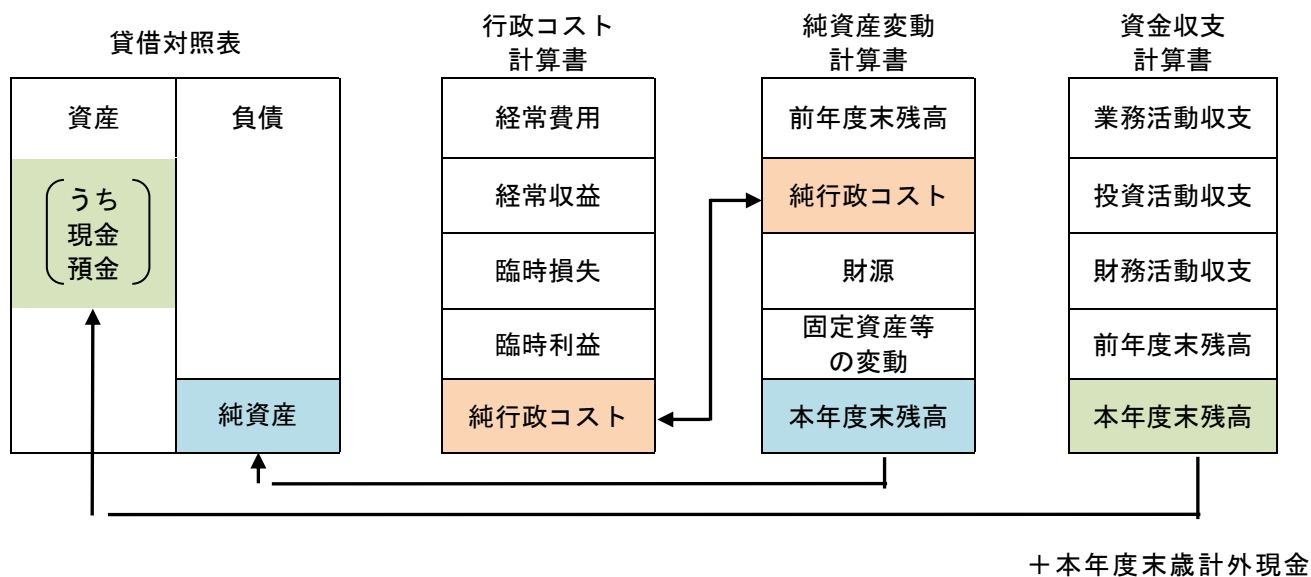 貸借対照表
資産
負債
うち
現金
預金
純資産
行政コスト
計算書
経常費用
経常収益
臨時損失
臨時利益
純行政コスト
純資産変動
計算書
前年度末残高
純行政コスト
財源
固定資産等
の変動
本年度末残高
資金収支
計算書
業務活動収支
投資活動収支
財務活動収支
前年度末残高
本年度末残高
＋本年度末歳計外現金